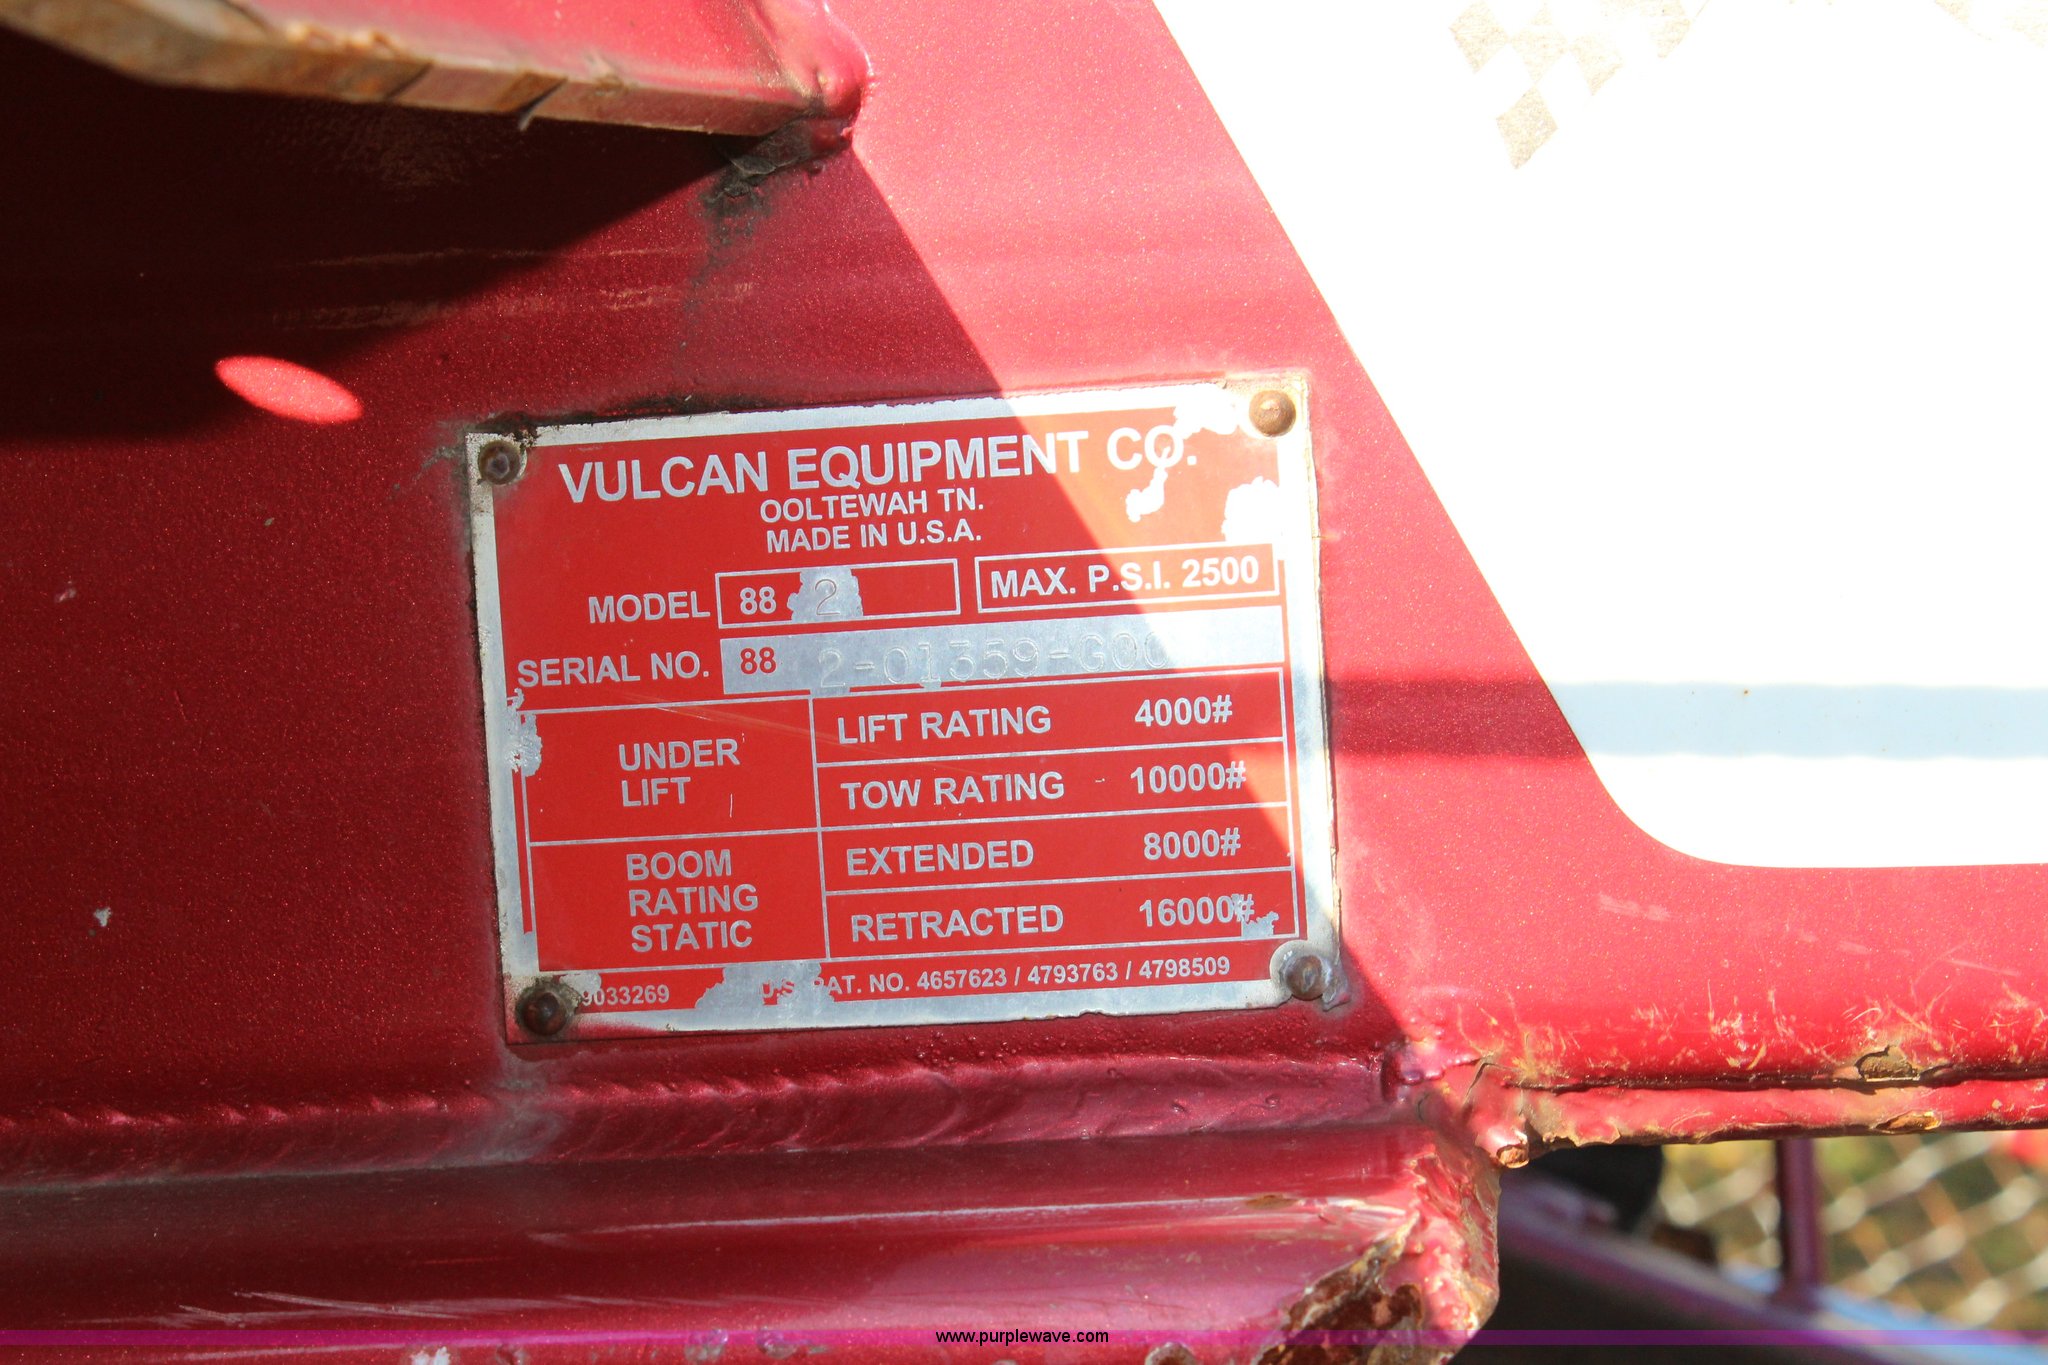 VULCAN EQUIPMENT CO.
OOLTEWAH TN.
MADE IN U.S.A.
MODEL 88 2 MAX. P.S.I. 2500
SERIAL NO. 88 2-01359-G00
UNDER LIFT
LIFT RATING 4000#
TOW RATING 10000#
BOOM RATING STATIC
EXTENDED 8000#
RETRACTED 16000#
9033269 U.S. PAT. NO. 4657623 / 4793763 / 4798509
www.purplewave.com